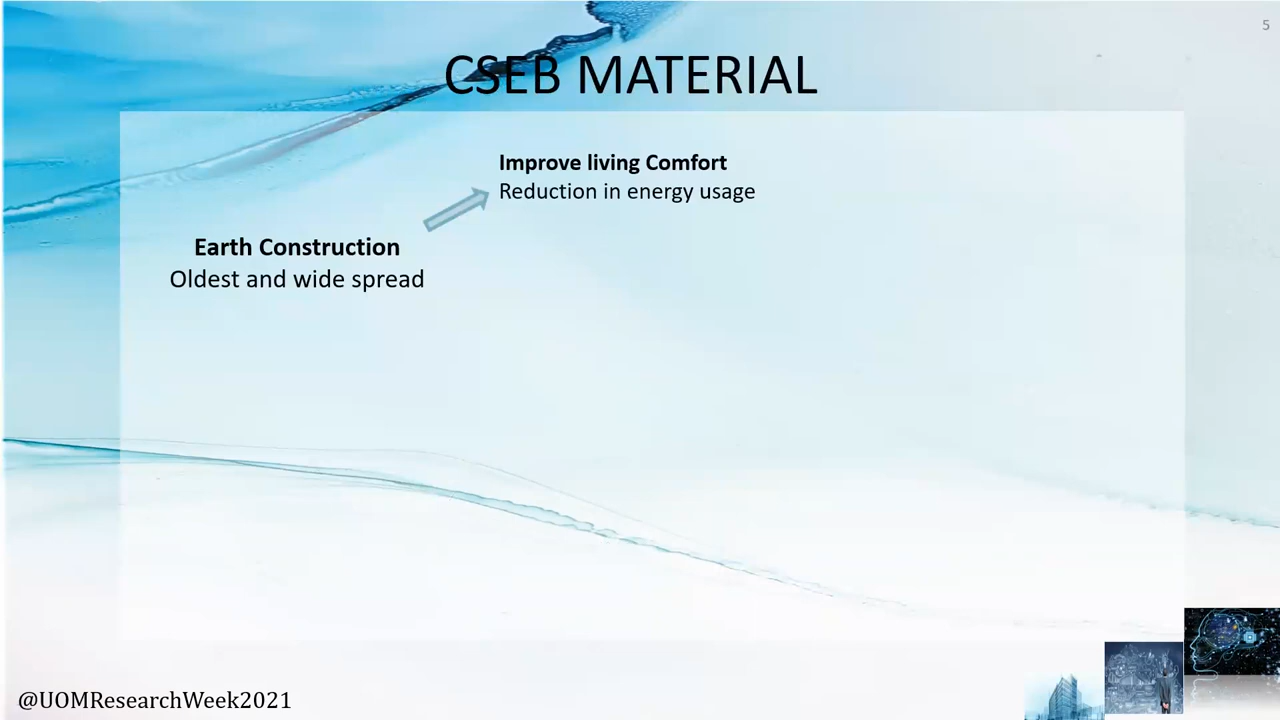 5
CSEB MATERIAL
Improve living Comfort
Reduction in energy usage
Earth Construction
Oldest and wide spread
@UOMResearchWeek2021